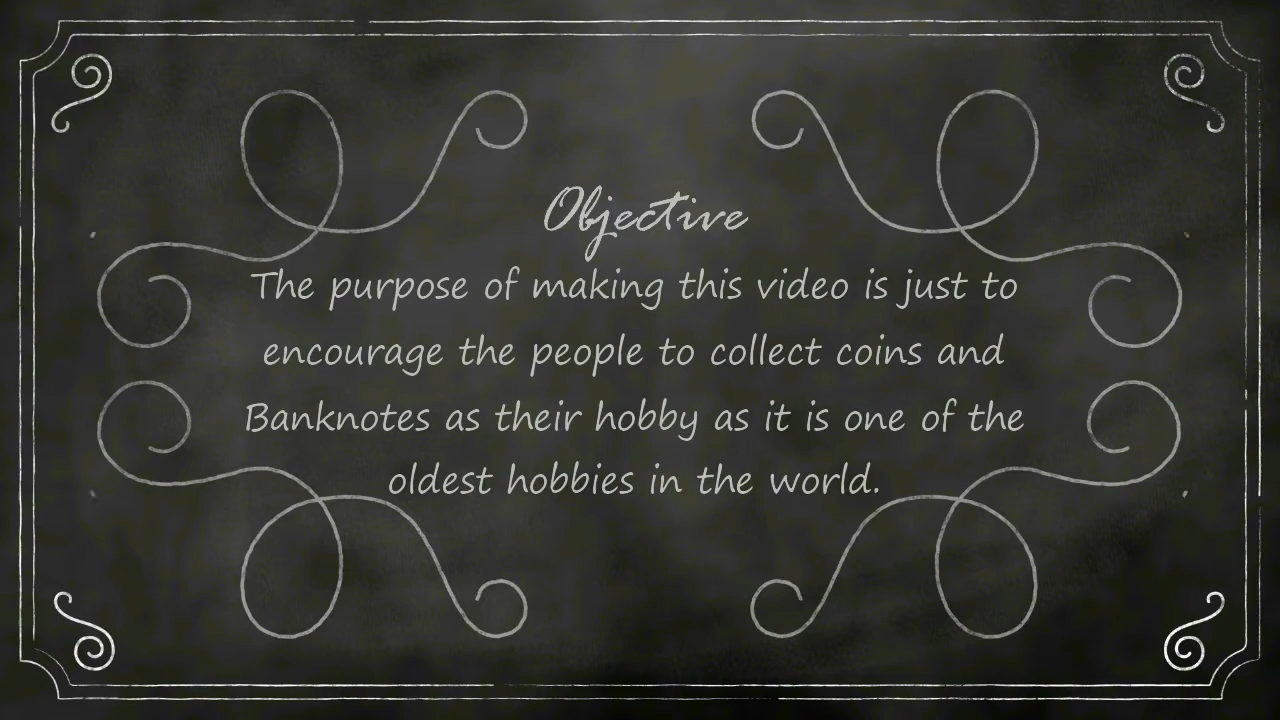 Objective
The purpose of making this video is just to
encourage the people to collect coins and
Banknotes as their hobby as it is one of the
oldest hobbies in the world.